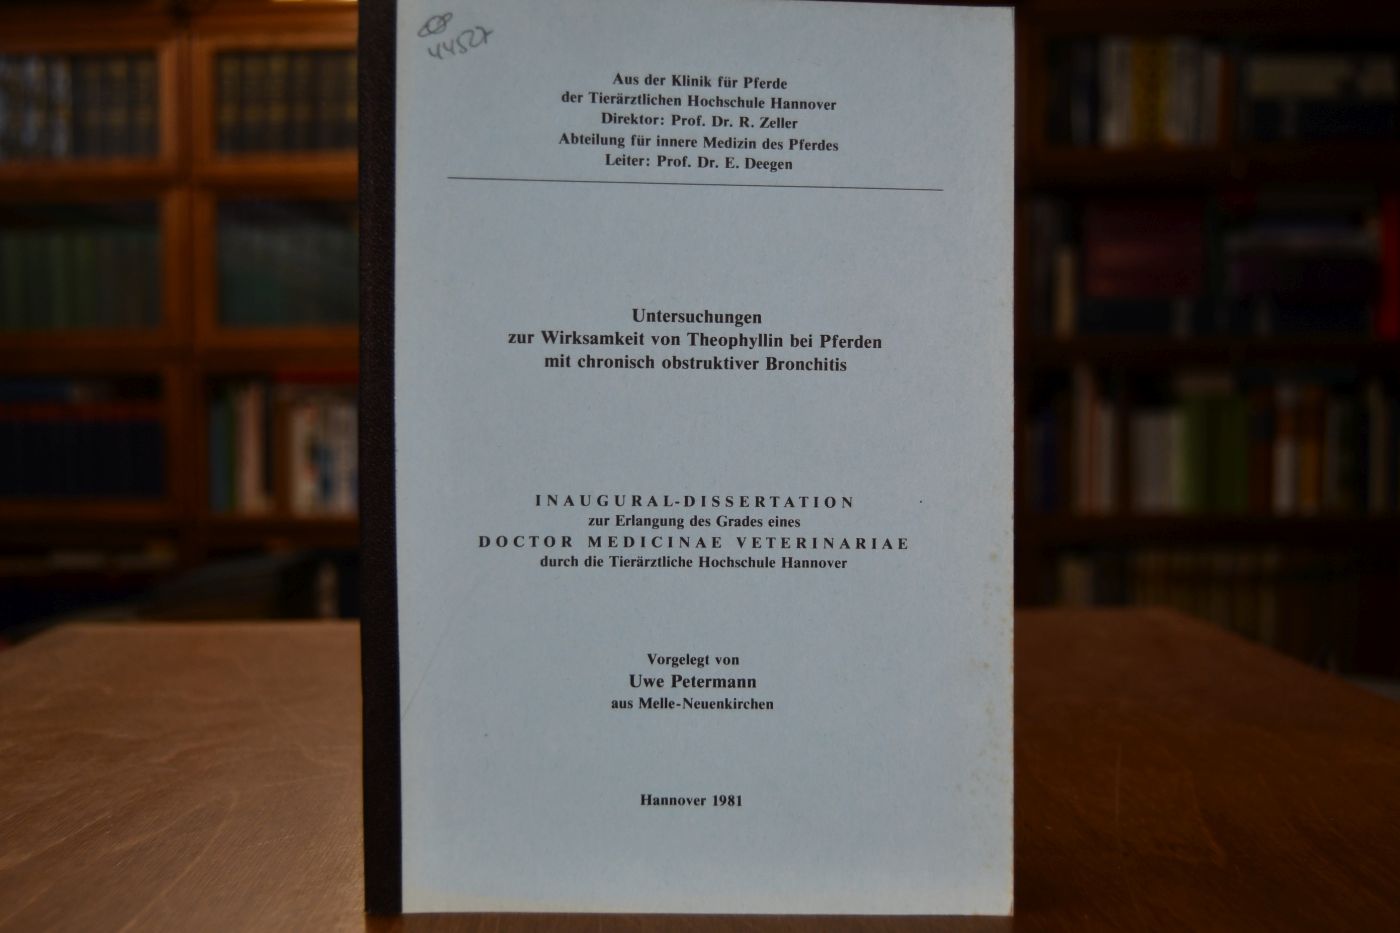 44527
Aus der Klinik für Pferde
der Tierärztlichen Hochschule Hannover
Direktor: Prof. Dr. R. Zeller
Abteilung für innere Medizin des Pferdes
Leiter: Prof. Dr. E. Deegen
Untersuchungen
zur Wirksamkeit von Theophyllin bei Pferden
mit chronisch obstruktiver Bronchitis
INAUGURAL-DISSERTATION
zur Erlangung des Grades eines
DOCTOR MEDICINAE VETERINARIAE
durch die Tierärztliche Hochschule Hannover
Vorgelegt von
Uwe Petermann
aus Melle-Neuenkirchen
Hannover 1981